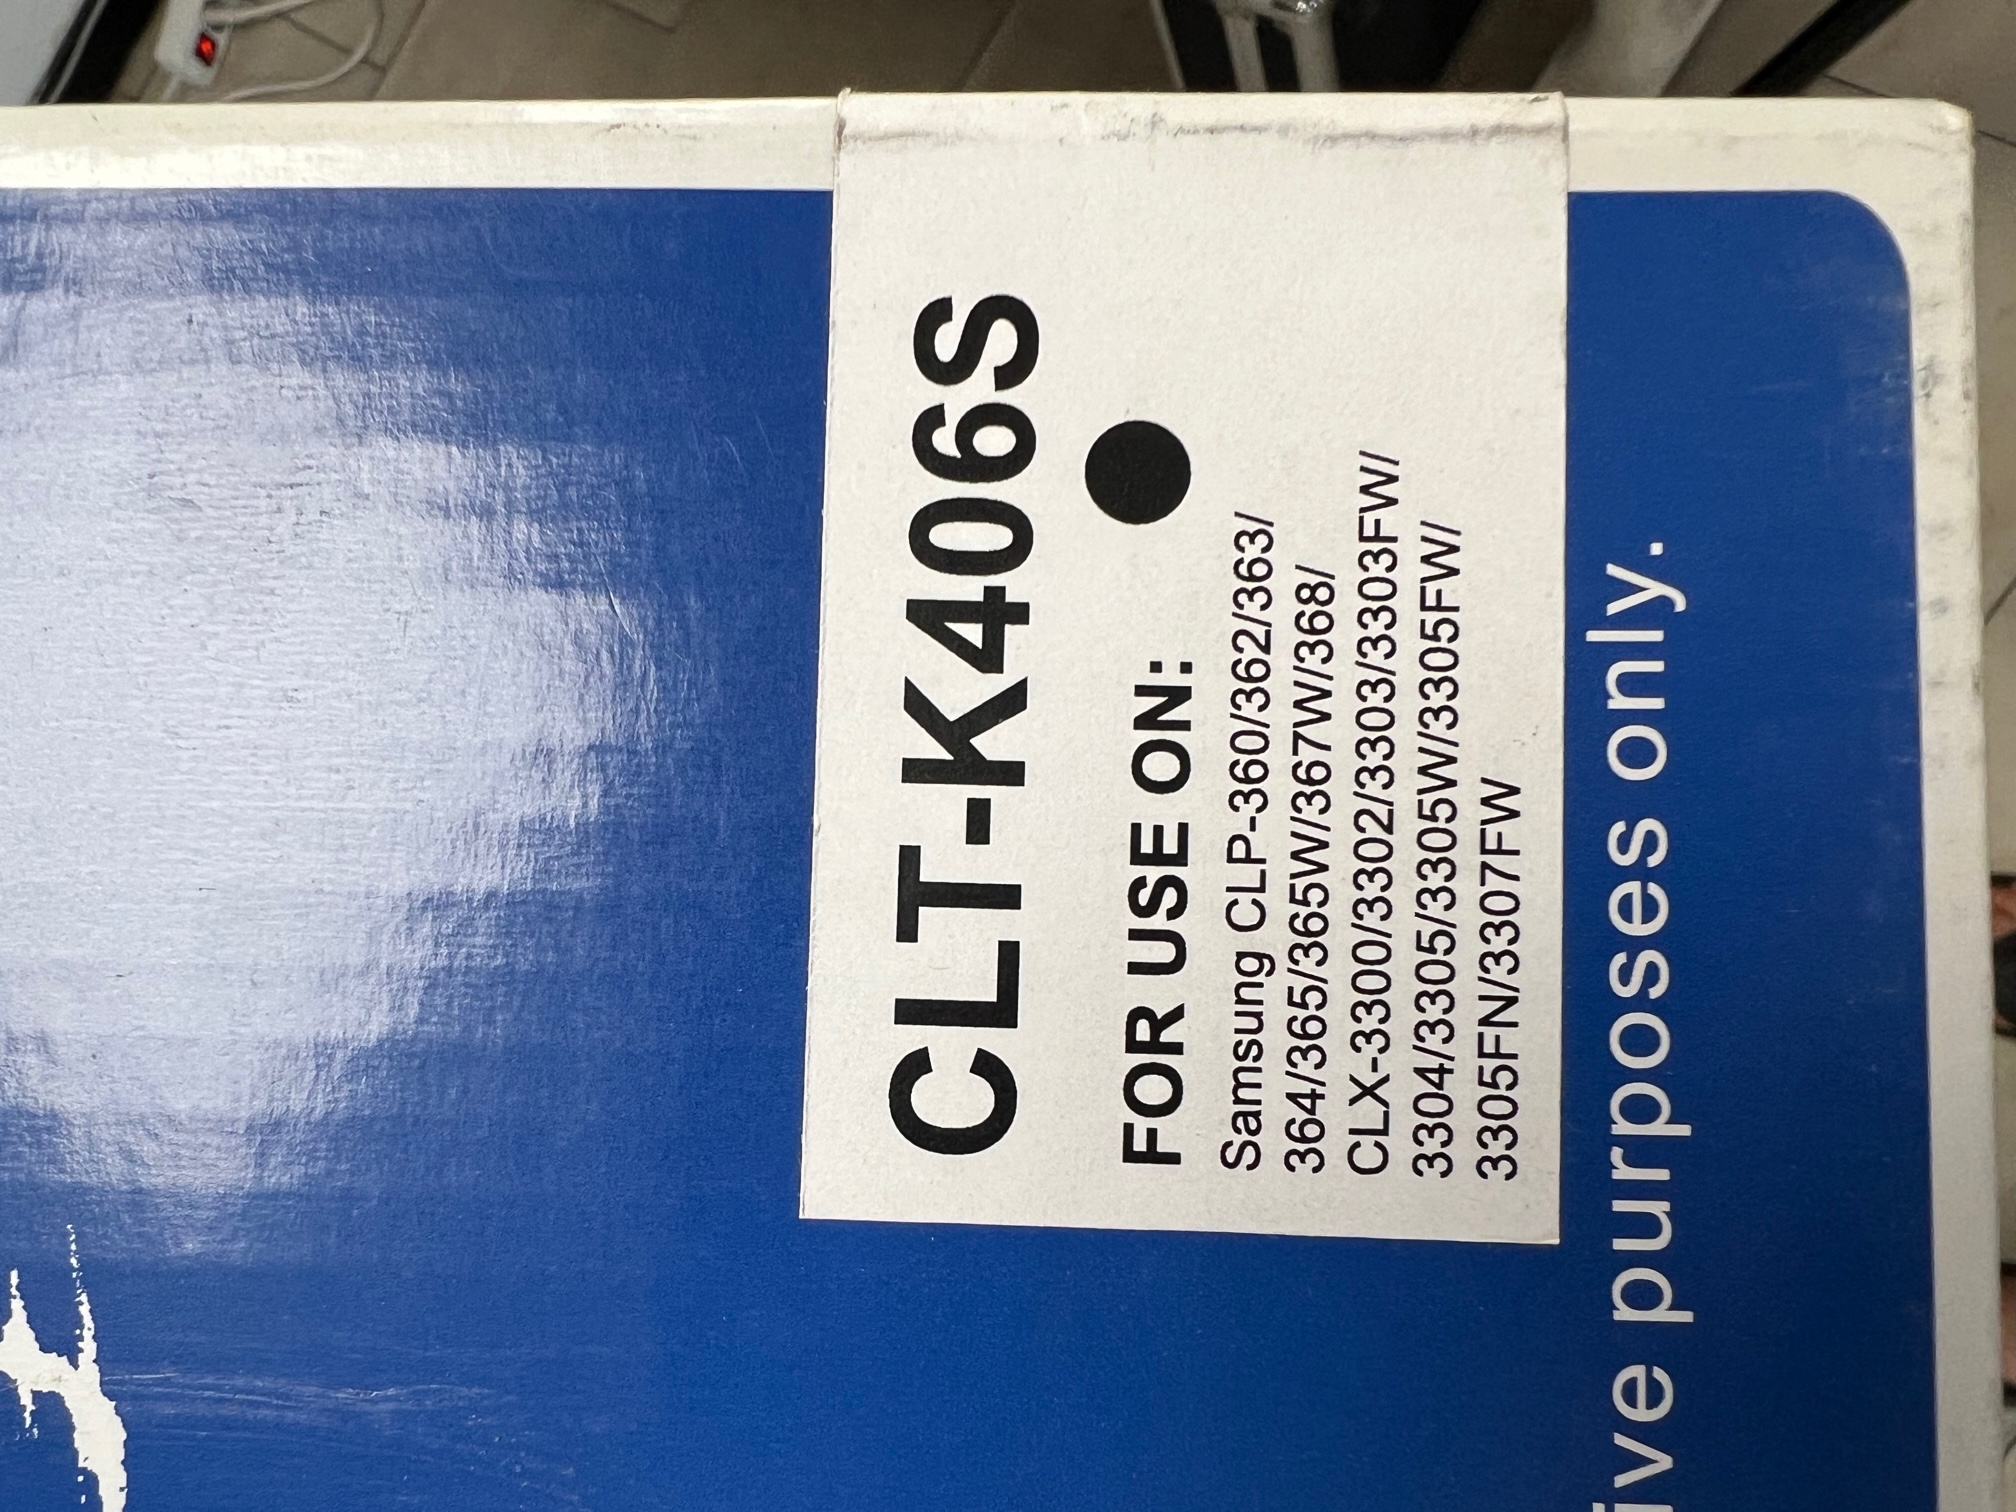 CLT-K406S
FOR USE ON:
Samsung CLP-360/362/363/
364/365/365W/367W/368/
CLX-3300/3302/3303/3303FW/
3304/3305/3305W/3305FW/
3305FN/3307FW
ive purposes only.